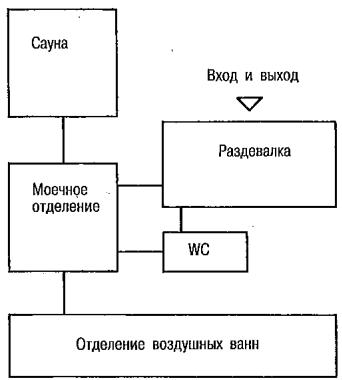 Сауна
Вход и выход
Раздевалка
Моечное
отделение
WC
Отделение воздушных ванн